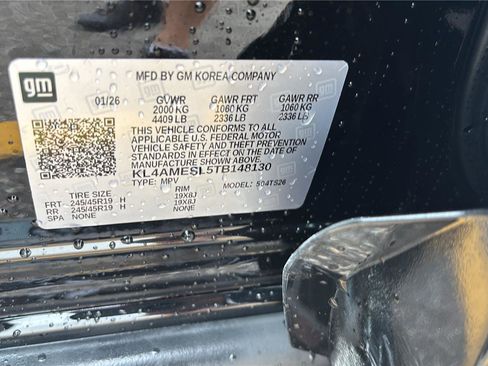 gm
MFD BY GM KOREA COMPANY
01/26 GVWR GAWR FRT GAWR RR
2000 KG 1060 KG 1060 KG
4409 LB 2336 LB 2336 LB
THIS VEHICLE CONFORMS TO ALL
APPLICABLE U.S. FEDERAL MOTOR
VEHICLE SAFETY AND THEFT PREVENTION
STANDARDS IN EFFECT ON THE DATE OF
MANUFACTURE SHOWN ABOVE.
KL4AMESL5TB148130
TYPE: MPV MODEL: 504TS26
RIM
FRT 245/45R19 H 19X8J
RR 245/45R19 H 19X8J
SPA NONE NONE